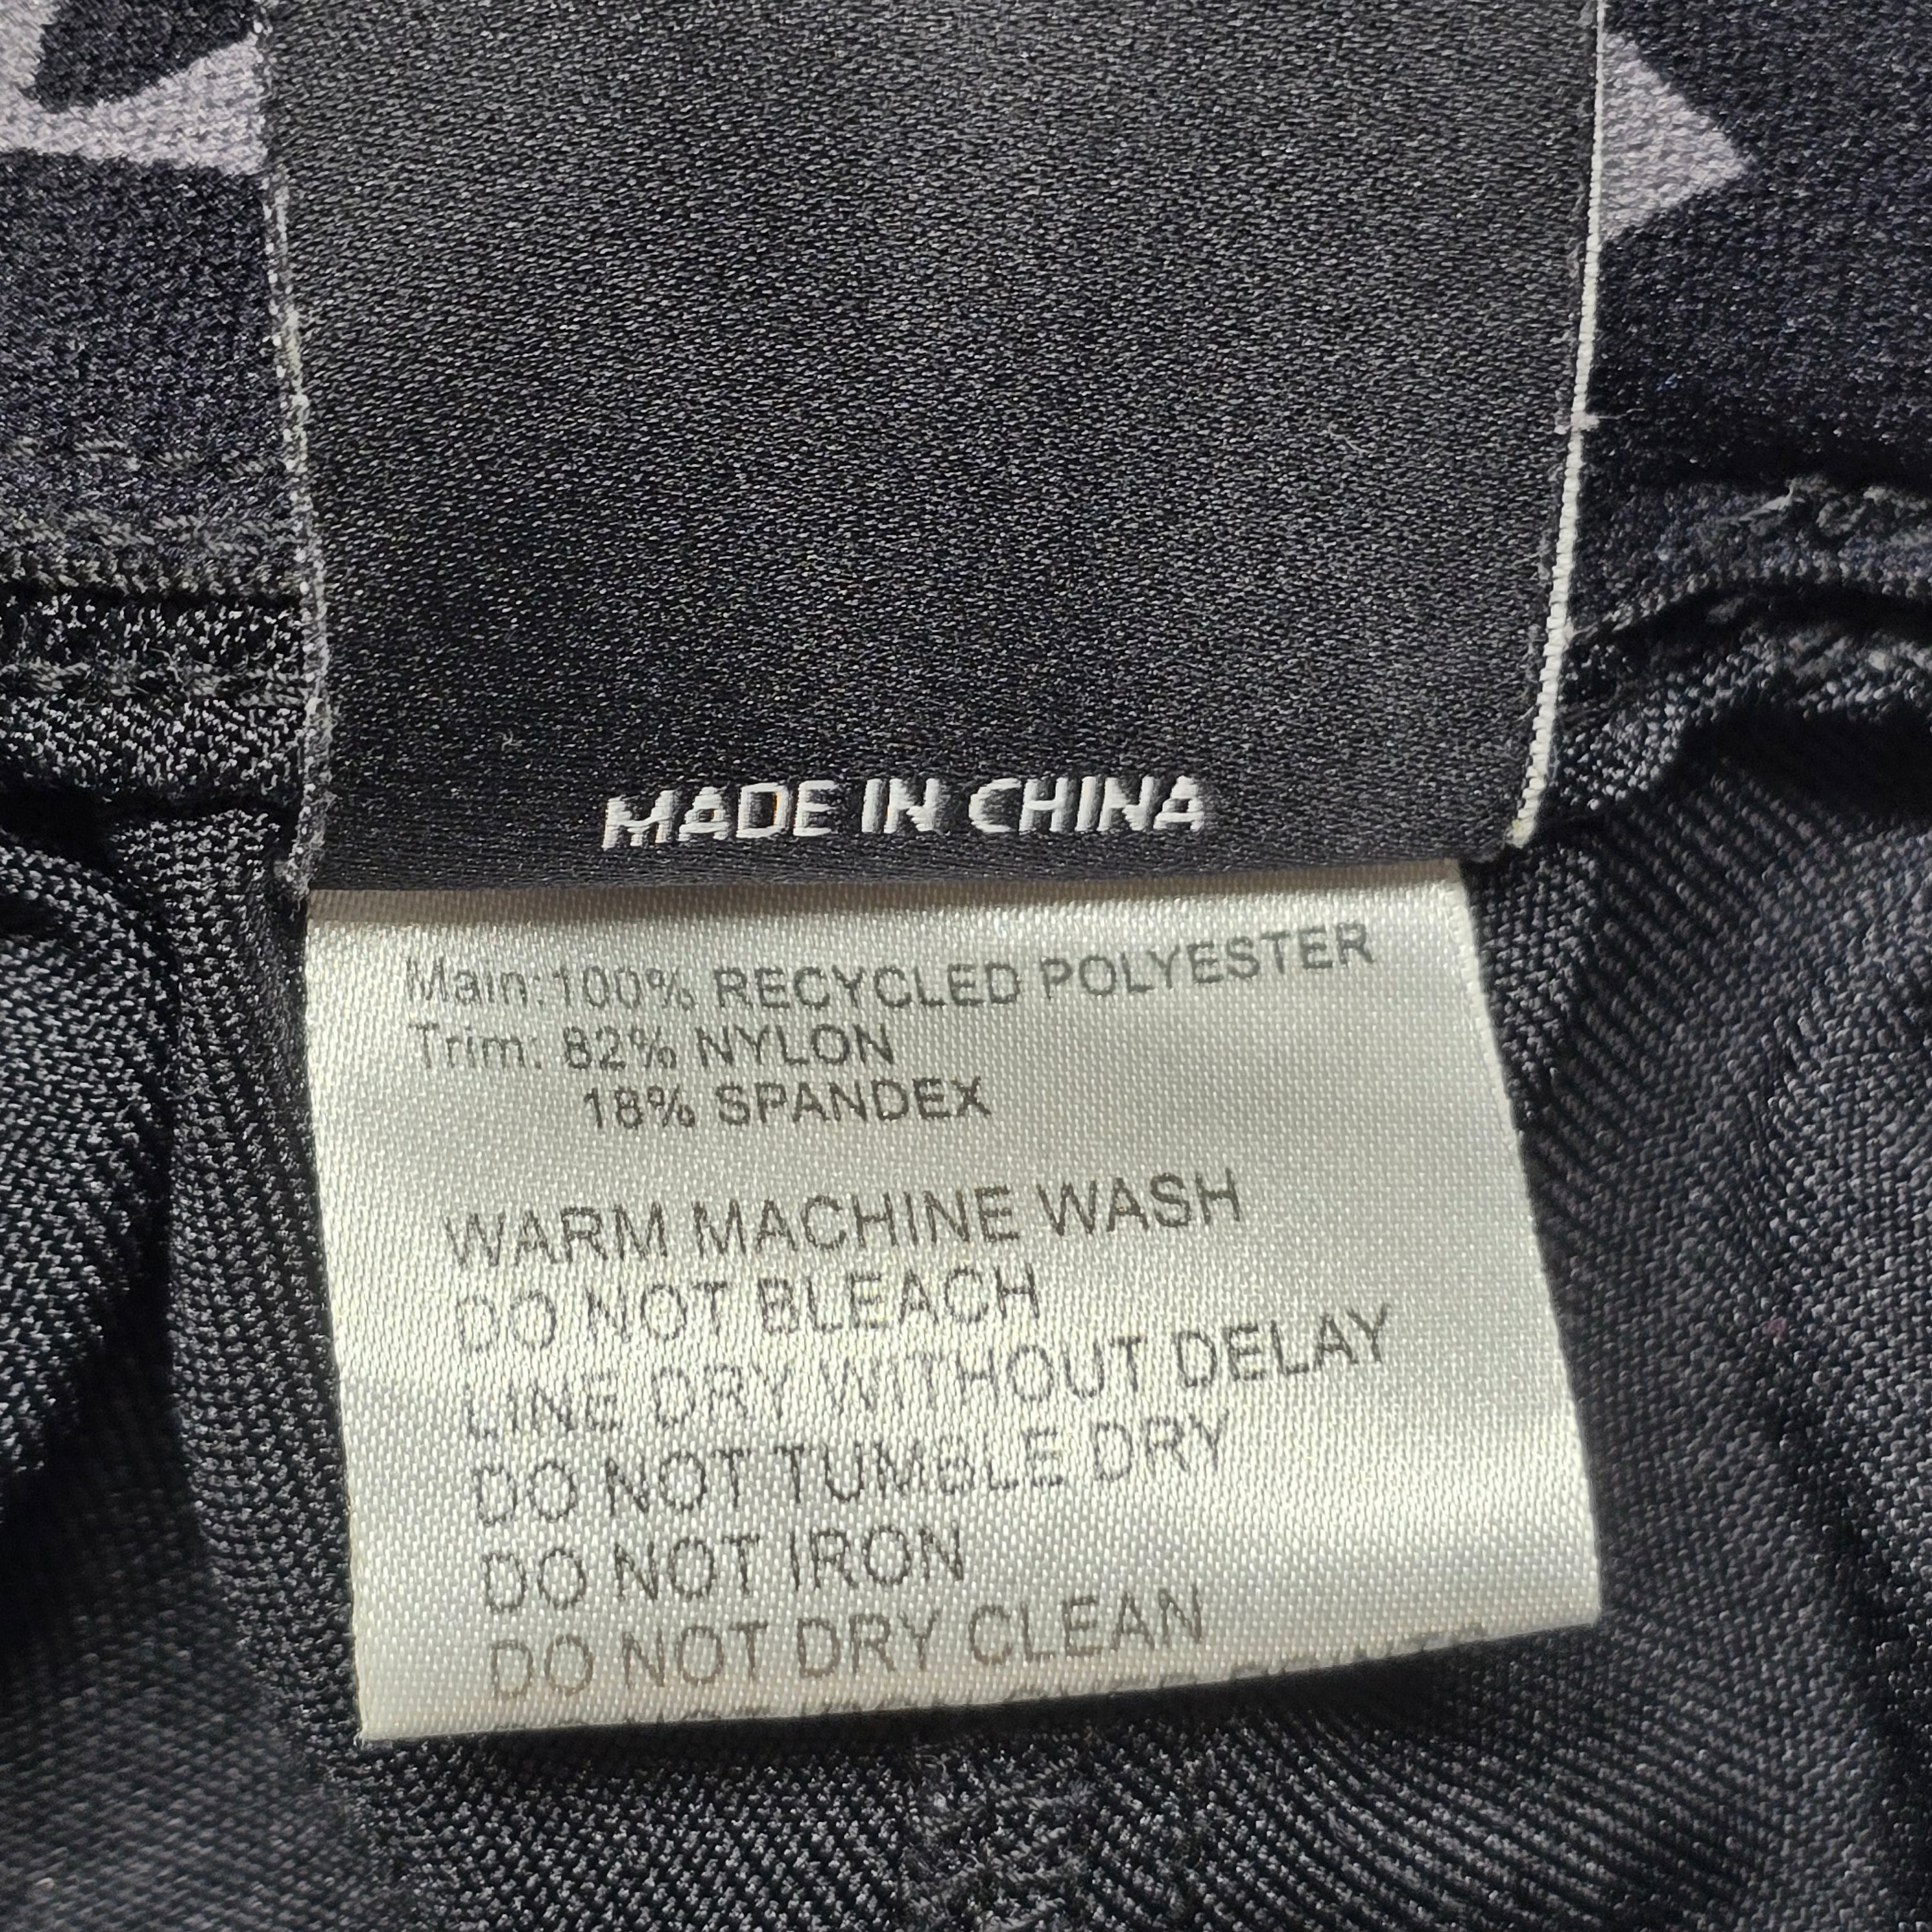 MADE IN CHINA
Main:100% RECYCLED POLYESTER
Trim: 82% NYLON
18% SPANDEX
WARM MACHINE WASH
DO NOT BLEACH
LINE DRY WITHOUT DELAY
DO NOT TUMBLE DRY
DO NOT IRON
DO NOT DRY CLEAN